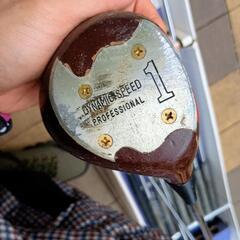 DYNAMIC-SPEED
PROFESSIONAL
1